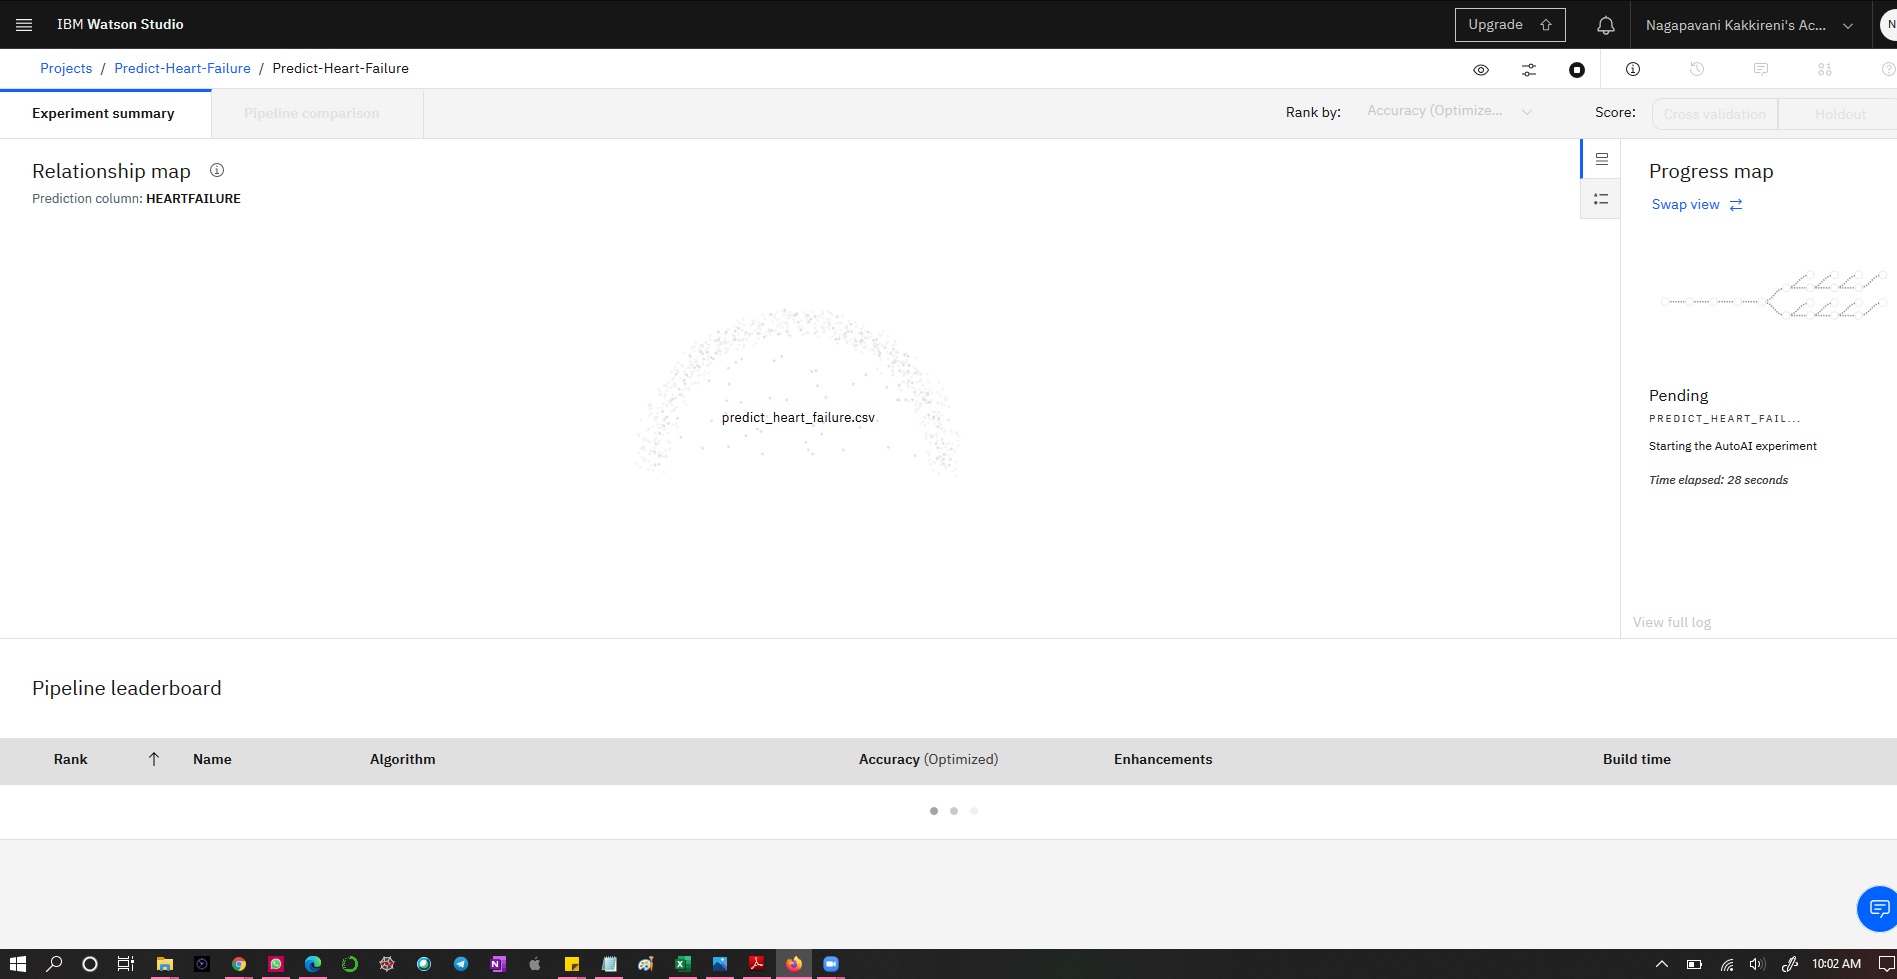 IBM Watson Studio
Upgrade
Nagapavani Kakkireni's Ac...
N
Projects / Predict-Heart-Failure / Predict-Heart-Failure
Experiment summary
Pipeline comparison
Rank by:
Accuracy (Optimize...
Score:
Cross validation
Holdout
Relationship map
Prediction column: HEARTFAILURE
predict_heart_failure.csv
Progress map
Swap view
Pending
PREDICT_HEART_FAIL...
Starting the AutoAI experiment
Time elapsed: 28 seconds
View full log
Pipeline leaderboard
Rank
Name
Algorithm
Accuracy (Optimized)
Enhancements
Build time
10:02 AM